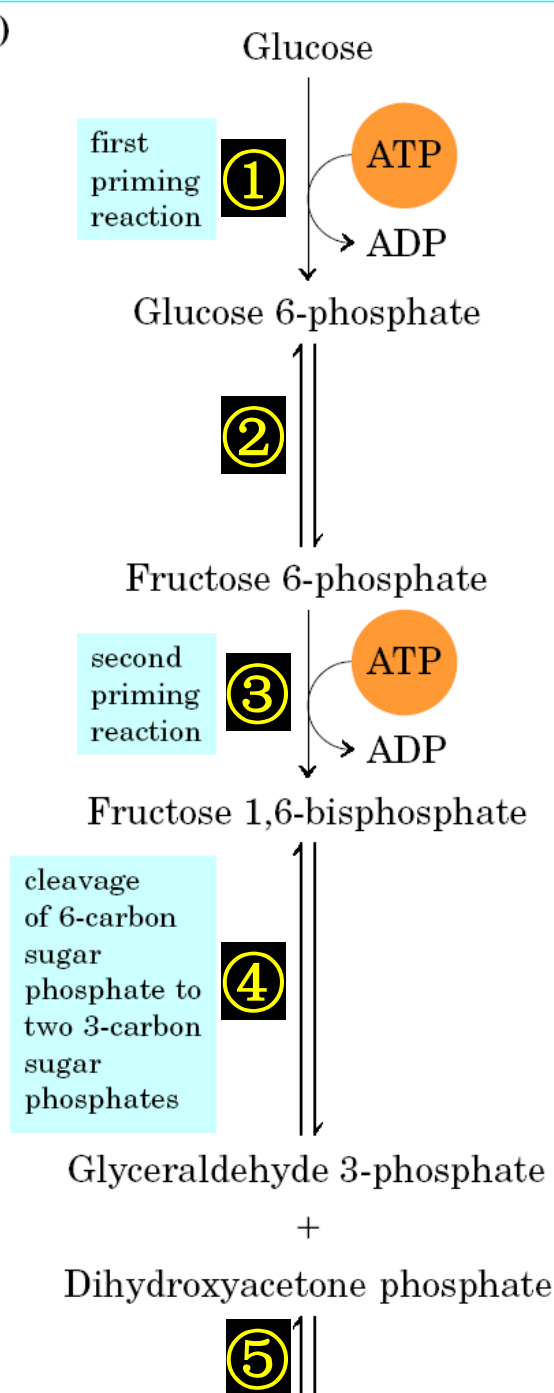 )
Glucose
first
priming
reaction
①
ATP
ADP
Glucose 6-phosphate
②
Fructose 6-phosphate
second
priming
reaction
③
ATP
ADP
Fructose 1,6-bisphosphate
cleavage
of 6-carbon
sugar
phosphate to
two 3-carbon
sugar
phosphates
④
Glyceraldehyde 3-phosphate
+
Dihydroxyacetone phosphate
⑤